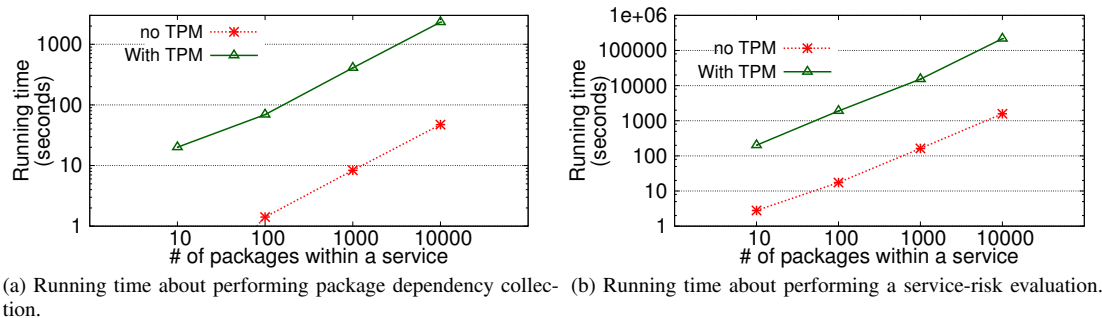 no TPM
With TPM
1000
100
10
1
Running time
(seconds)
10 100 1000 10000
# of packages within a service
(a) Running time about performing package dependency collec-
tion.
no TPM
With TPM
1e+06
100000
10000
1000
100
10
1
Running time
(seconds)
10 100 1000 10000
# of packages within a service
(b) Running time about performing a service-risk evaluation.